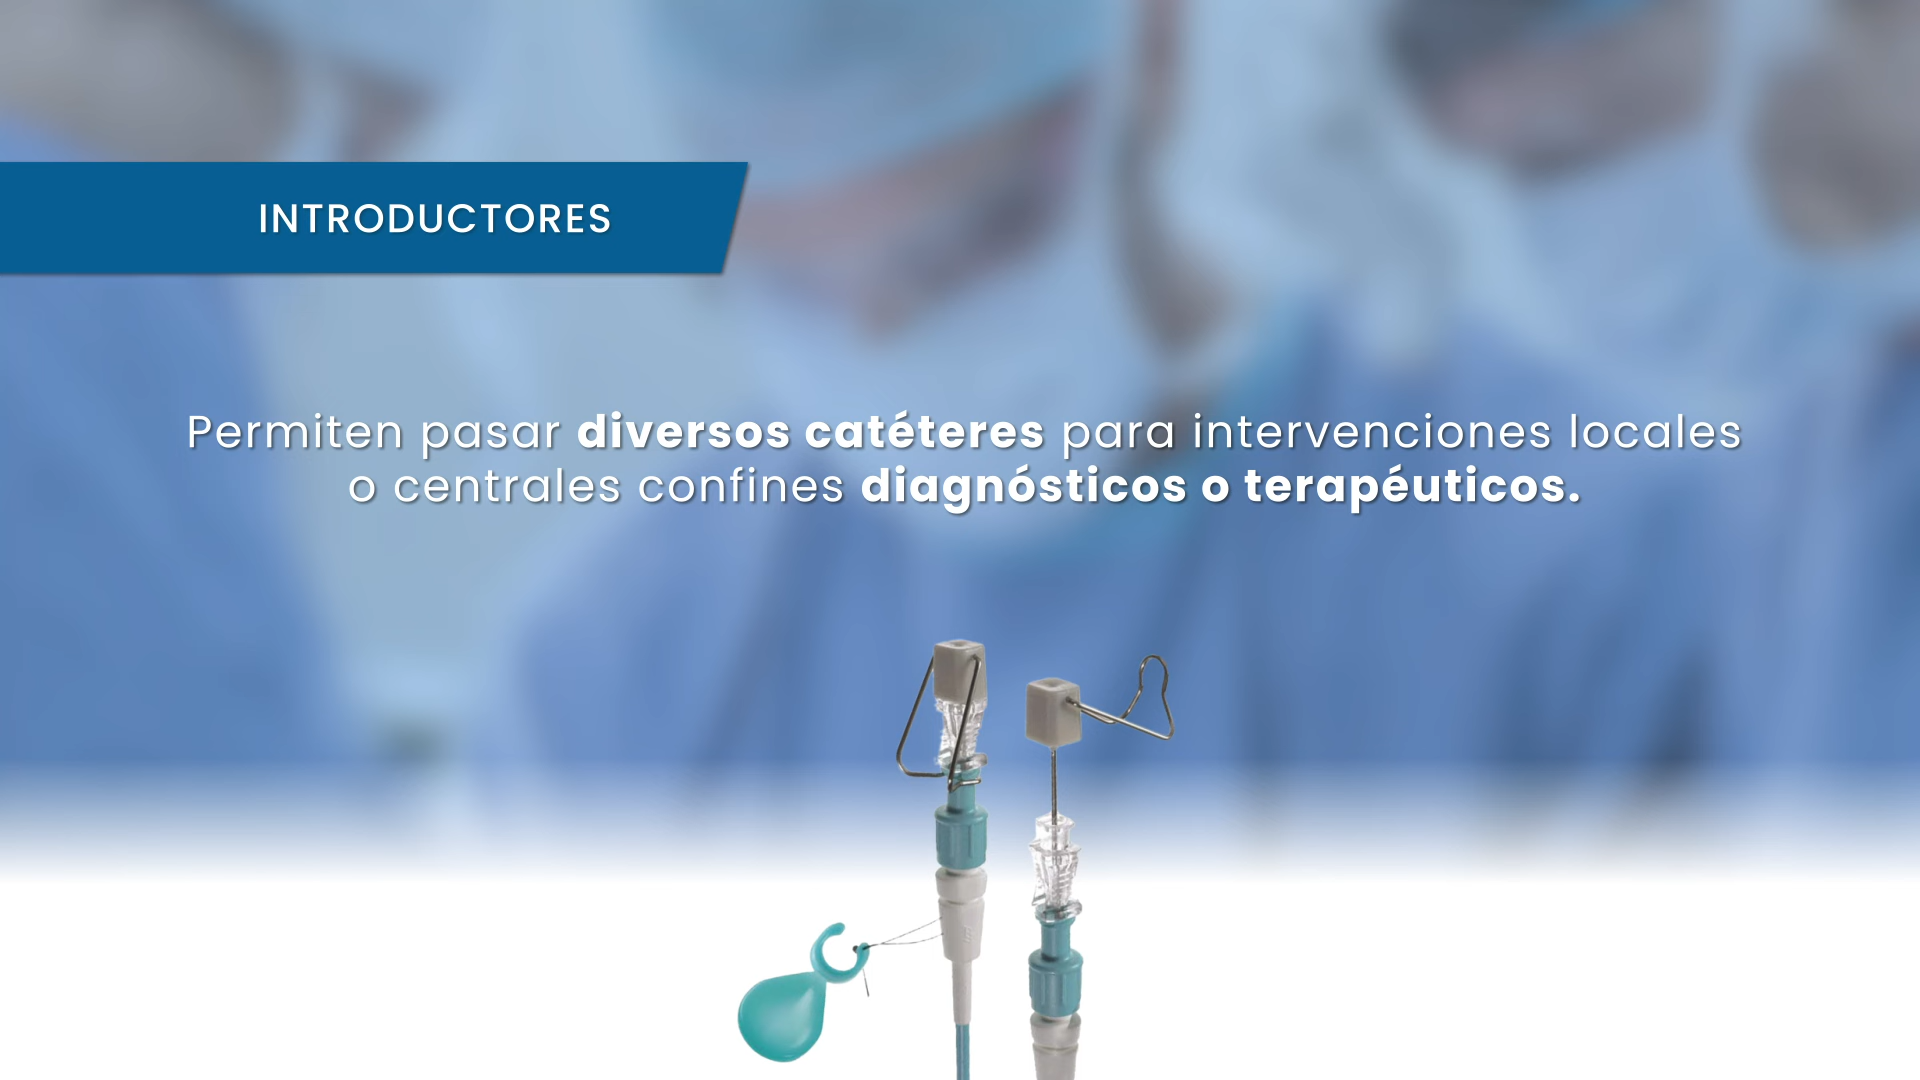 INTRODUCTORES
Permiten pasar diversos catéteres para intervenciones locales
o centrales confines diagnósticos o terapéuticos.